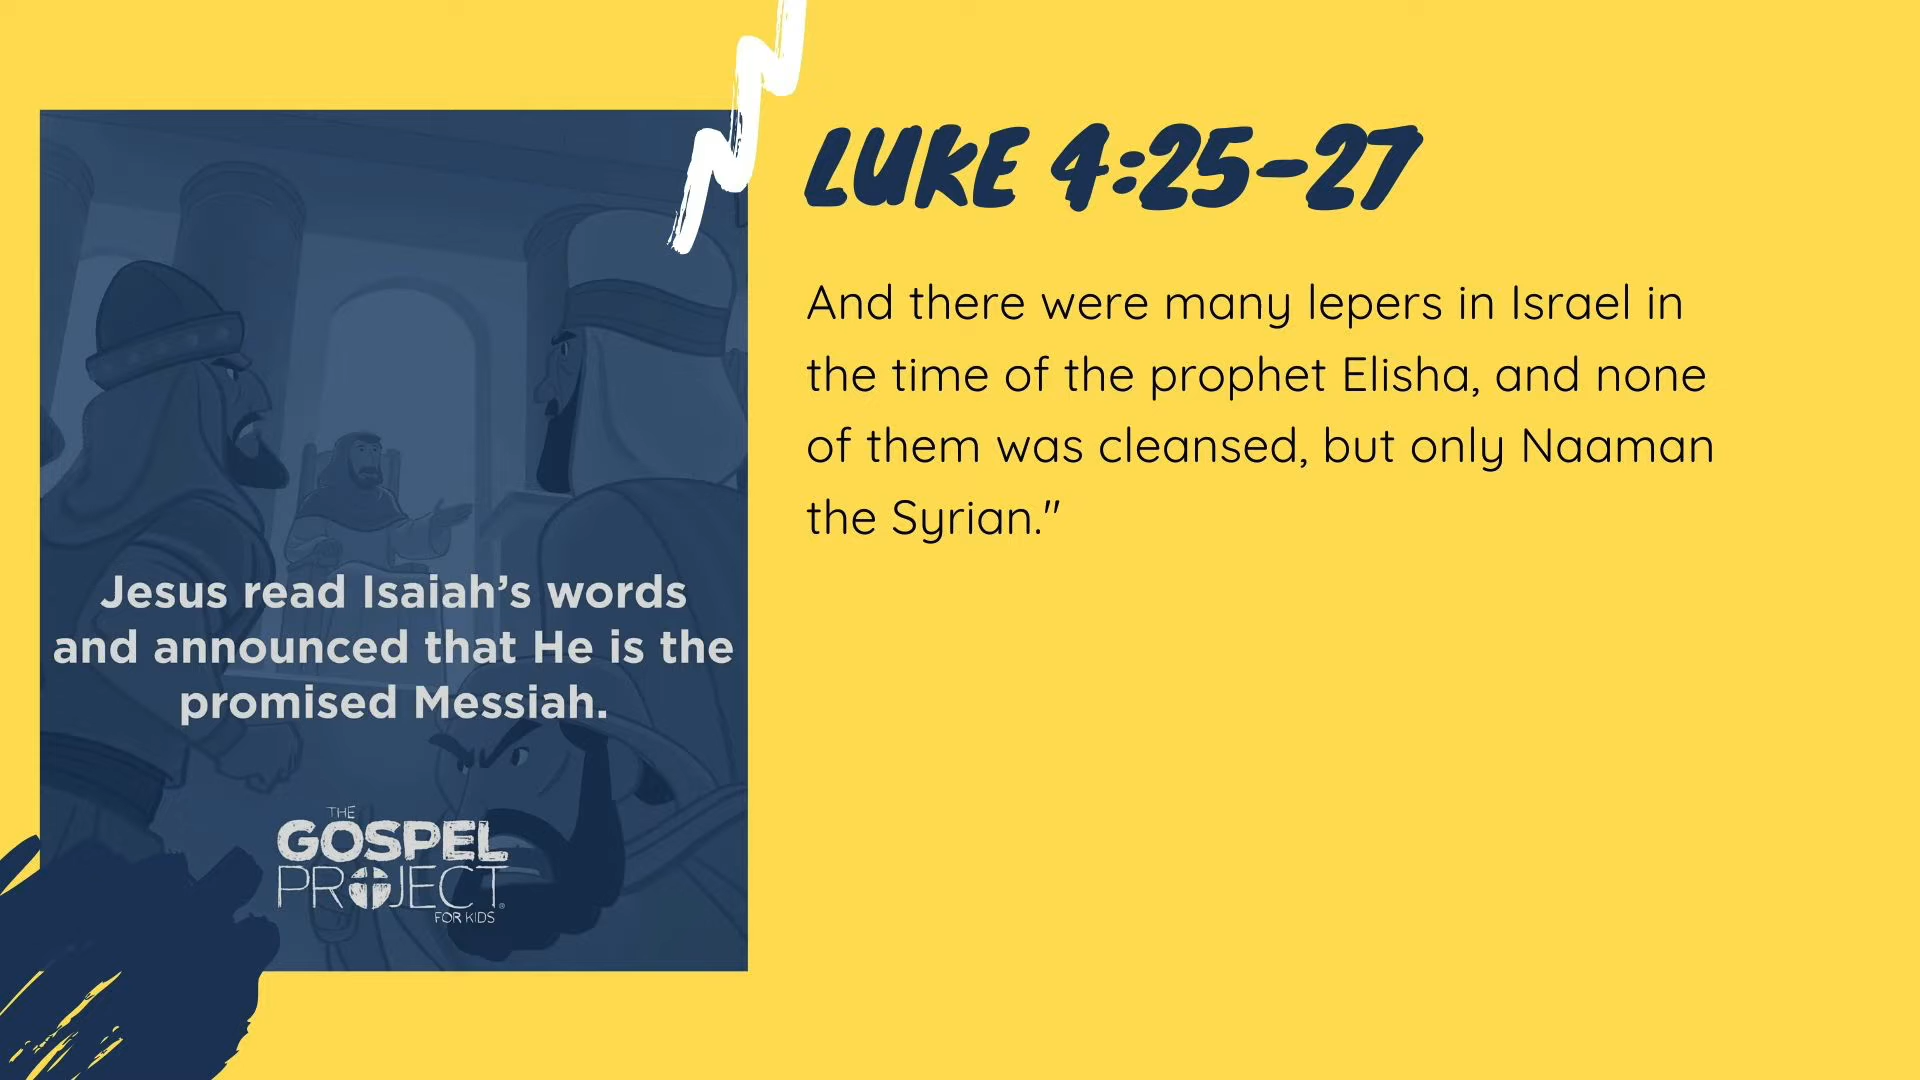 LUKE 4:25-27
And there were many lepers in Israel in
the time of the prophet Elisha, and none
of them was cleansed, but only Naaman
the Syrian."
Jesus read Isaiah’s words
and announced that He is the
promised Messiah.
THE
GOSPEL
PROJECT®
FOR KIDS